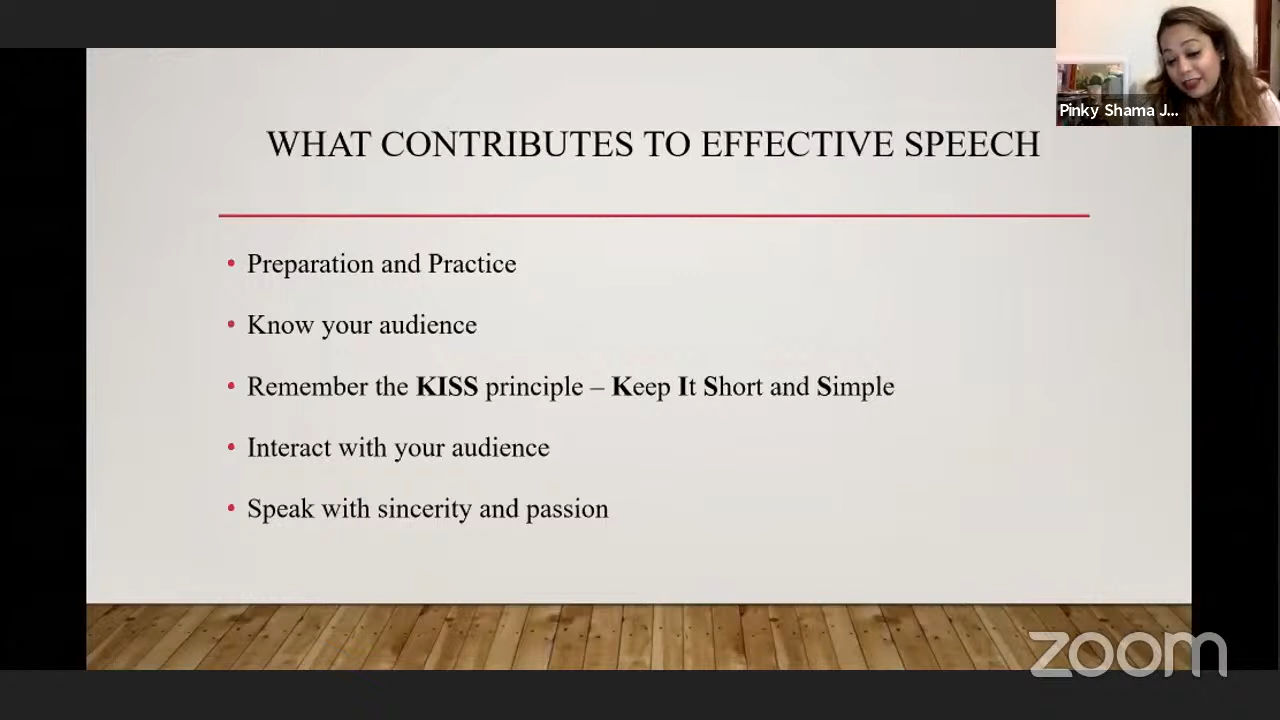 Pinky Shama J...
WHAT CONTRIBUTES TO EFFECTIVE SPEECH
• Preparation and Practice
• Know your audience
• Remember the KISS principle – Keep It Short and Simple
• Interact with your audience
• Speak with sincerity and passion
zoom